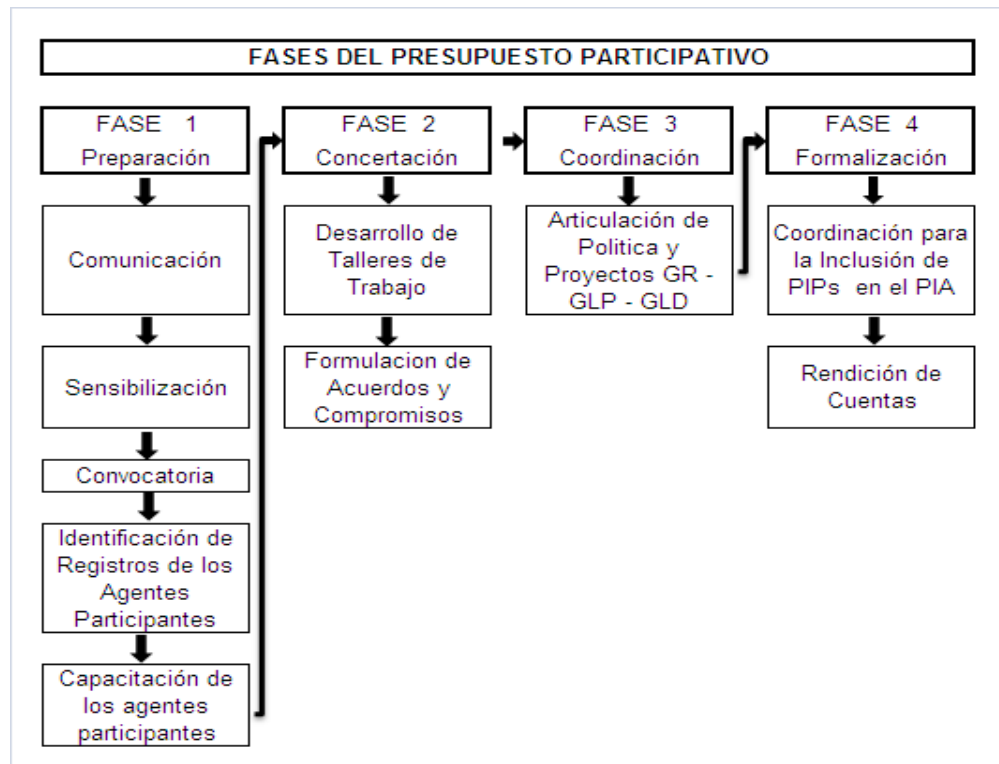 FASES DEL PRESUPUESTO PARTICIPATIVO
FASE 1
Preparación
Comunicación
Sensibilización
Convocatoria
Identificación de
Registros de los
Agentes
Participantes
Capacitación de
los agentes
participantes
FASE 2
Concertación
Desarrollo de
Talleres de
Trabajo
Formulacion de
Acuerdos y
Compromisos
FASE 3
Coordinación
Articulación de
Politica y
Proyectos GR -
GLP - GLD
FASE 4
Formalización
Coordinación para
la Inclusión de
PIPs en el PIA
Rendición de
Cuentas